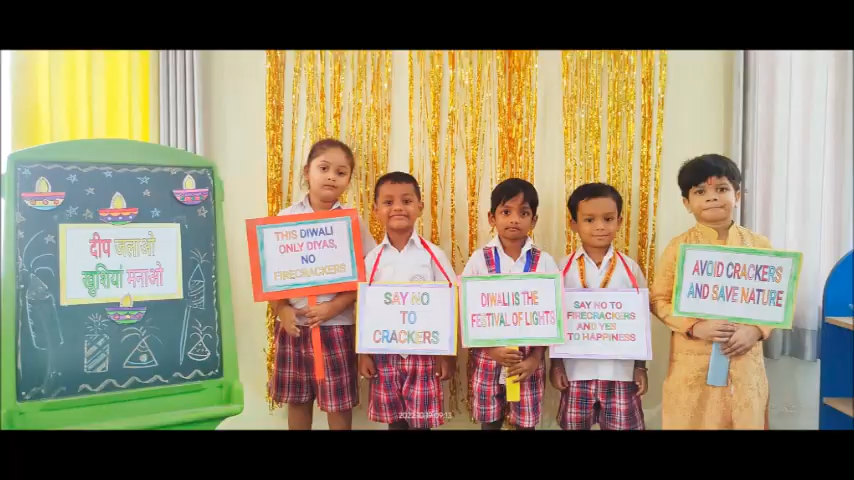 दीप जलाओ
खुशियां मनाओ
THIS DIWALI
ONLY DIYAS,
NO
FIRECRACKERS
SAY NO
TO
CRACKERS
DIWALI IS THE
FESTIVAL OF LIGHTS
SAY NO TO
FIRECRACKERS
AND YES
TO HAPPINESS
AVOID CRACKERS
AND SAVE NATURE